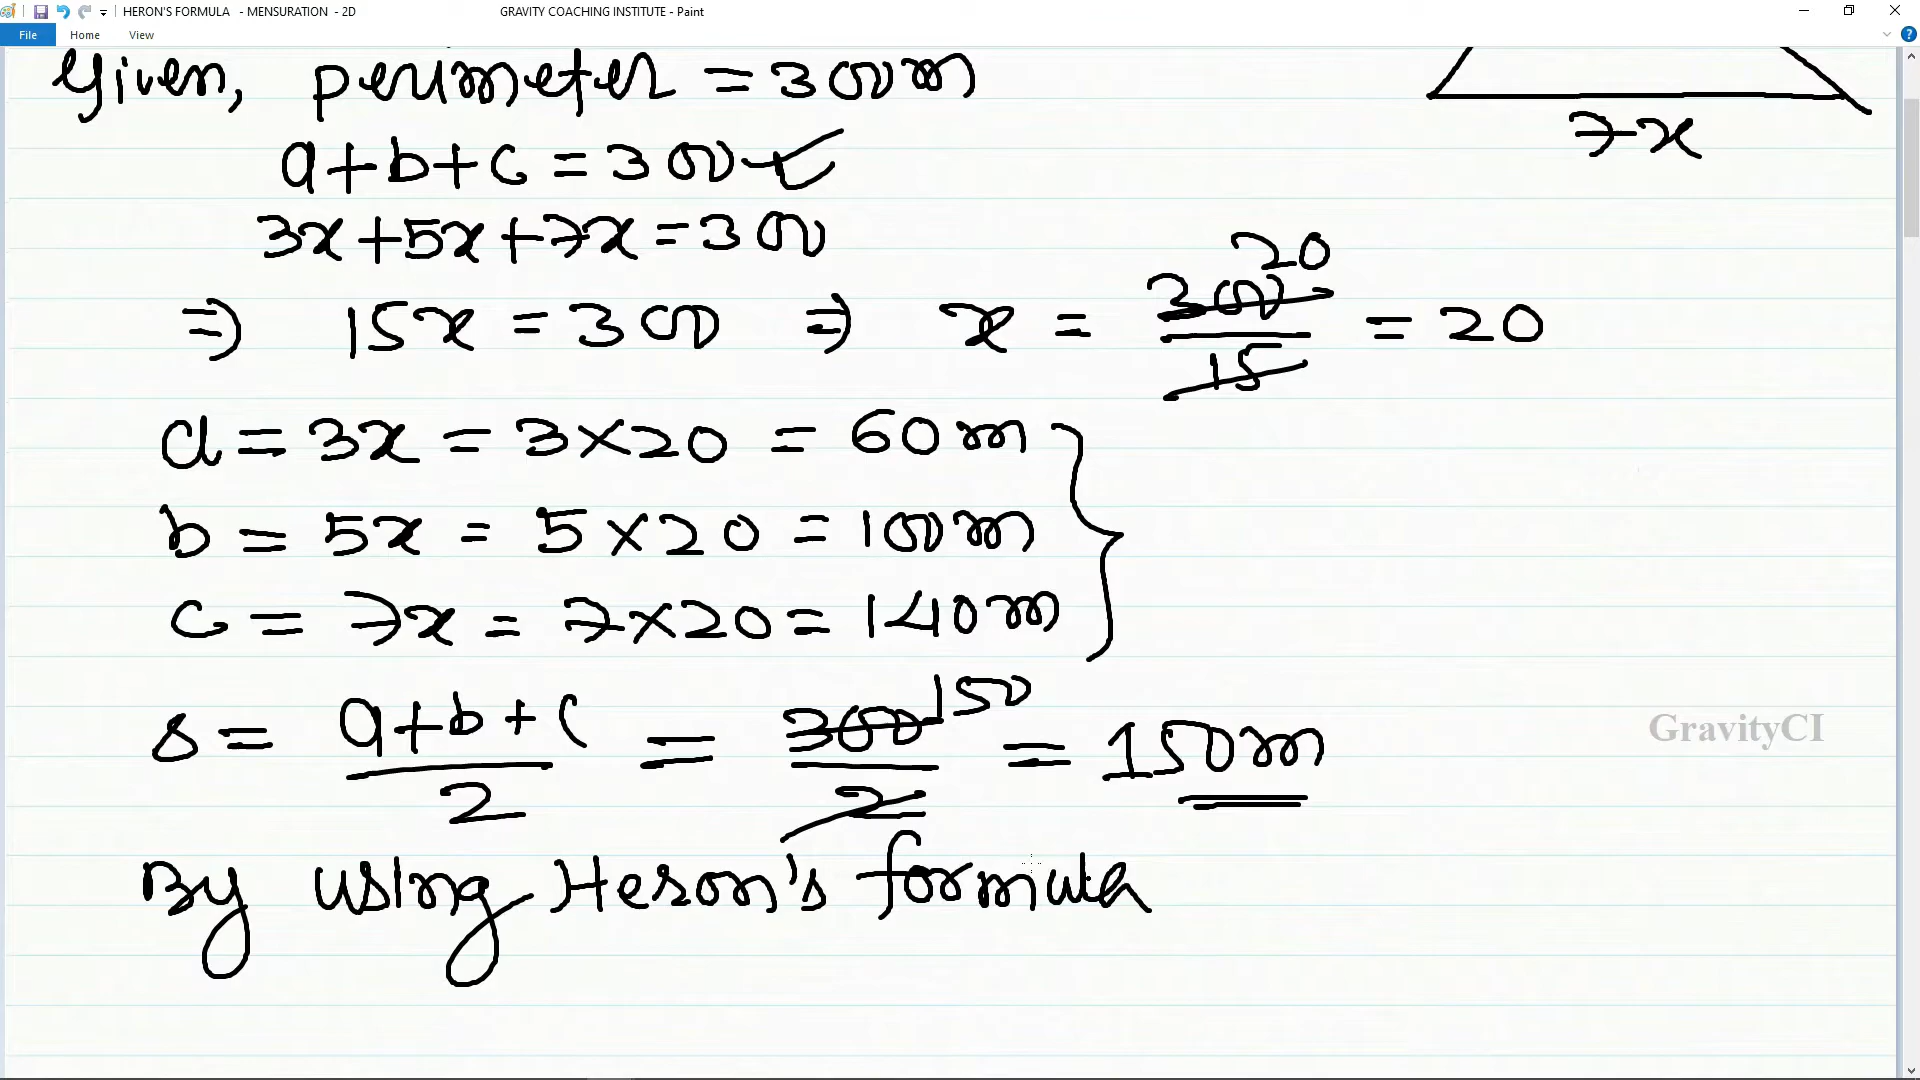 HERON'S FORMULA - MENSURATION - 2D GRAVITY COACHING INSTITUTE - Paint
File Home View
Given, perimeter = 300m
7x
a+b+c = 300
3x+5x+7x = 300
⇒ 15x = 300 ⇒ x = 300/15 20 = 20
a = 3x = 3×20 = 60m
b = 5x = 5×20 = 100m
c = 7x = 7×20 = 140m
s = a+b+c/2 = 300/2 150 = 150m
GravityCI
By using Heron's formula